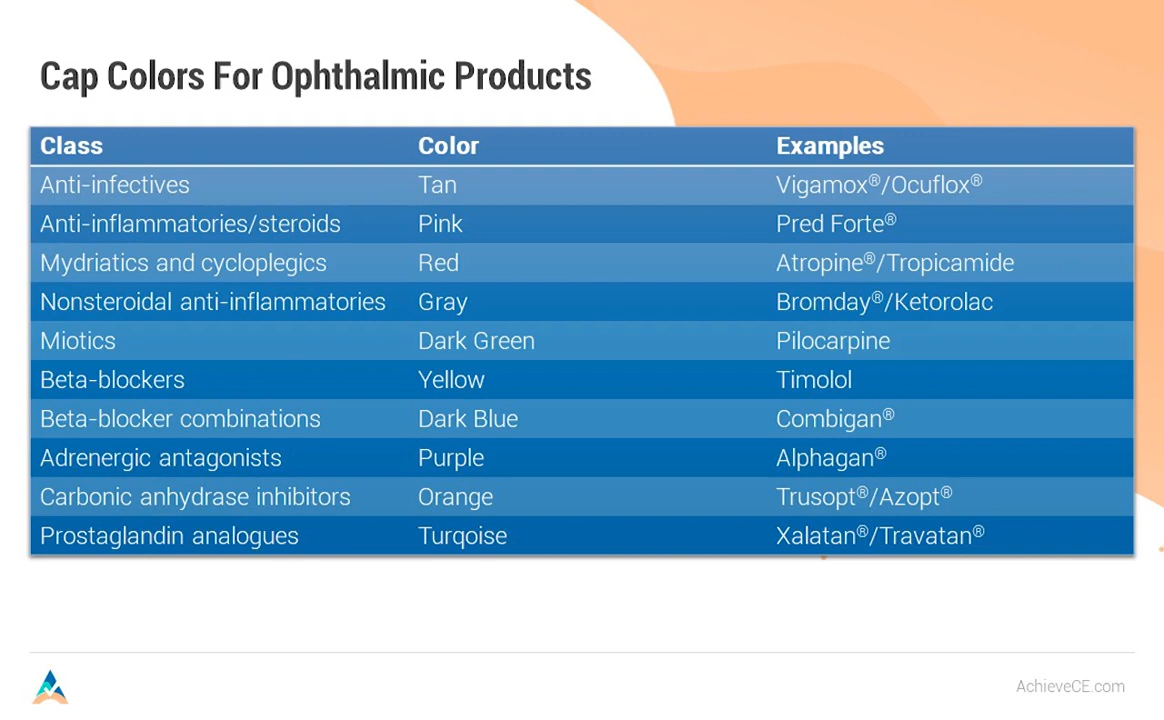 Cap Colors For Ophthalmic Products
Class Color Examples
Anti-infectives Tan Vigamox®/Ocuflox®
Anti-inflammatories/steroids Pink Pred Forte®
Mydriatics and cycloplegics Red Atropine®/Tropicamide
Nonsteroidal anti-inflammatories Gray Bromday®/Ketorolac
Miotics Dark Green Pilocarpine
Beta-blockers Yellow Timolol
Beta-blocker combinations Dark Blue Combigan®
Adrenergic antagonists Purple Alphagan®
Carbonic anhydrase inhibitors Orange Trusopt®/Azopt®
Prostaglandin analogues Turqoise Xalatan®/Travatan®
AchieveCE.com